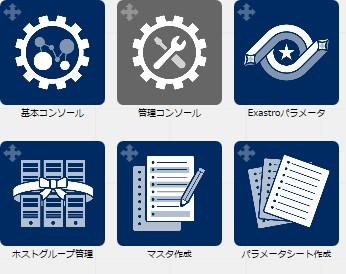 基本コンソール
管理コンソール
Exastroパラメータ
ホストグループ管理
マスタ作成
パラメータシート作成